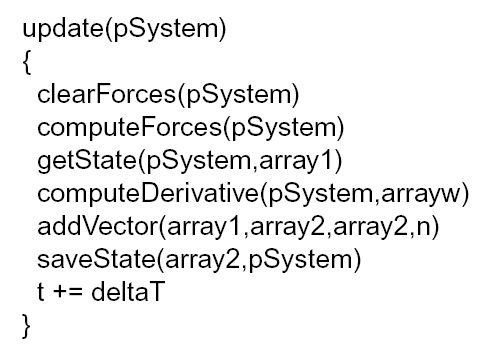 update(pSystem)
{
clearForces(pSystem)
computeForces(pSystem)
getState(pSystem,array1)
computeDerivative(pSystem,arrayw)
addVector(array1,array2,array2,n)
saveState(array2,pSystem)
t += deltaT
}